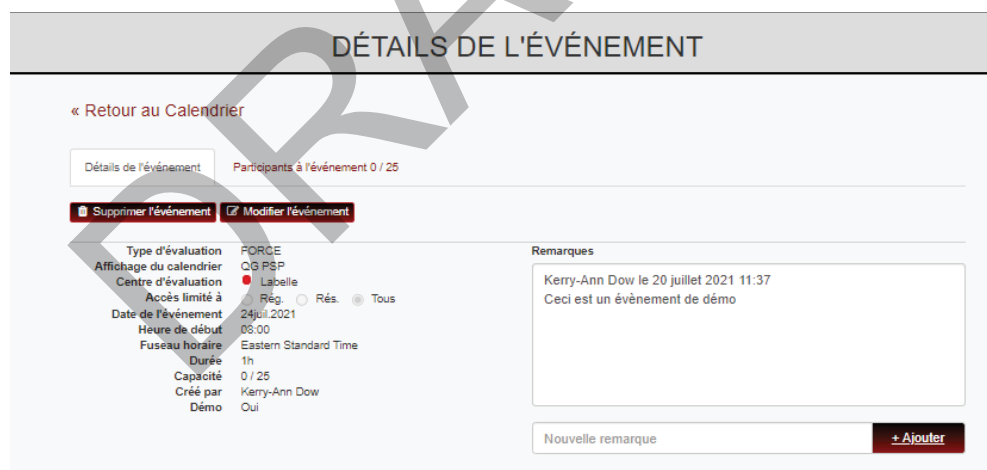 DÉTAILS DE L'ÉVÉNEMENT
« Retour au Calendrier
Détails de l'événement Participants à l'événement 0 / 25
Supprimer l'événement Modifier l'événement
Type d'évaluation FORCE
Affichage du calendrier QG PSP
Centre d'évaluation Labelle
Accès limité à Rég. Rés. Tous
Date de l'événement 24juil.2021
Heure de début 08:00
Fuseau horaire Eastern Standard Time
Durée 1h
Capacité 0 / 25
Créé par Kerry-Ann Dow
Démo Oui
Remarques
Kerry-Ann Dow le 20 juillet 2021 11:37
Ceci est un évènement de démo
Nouvelle remarque + Ajouter